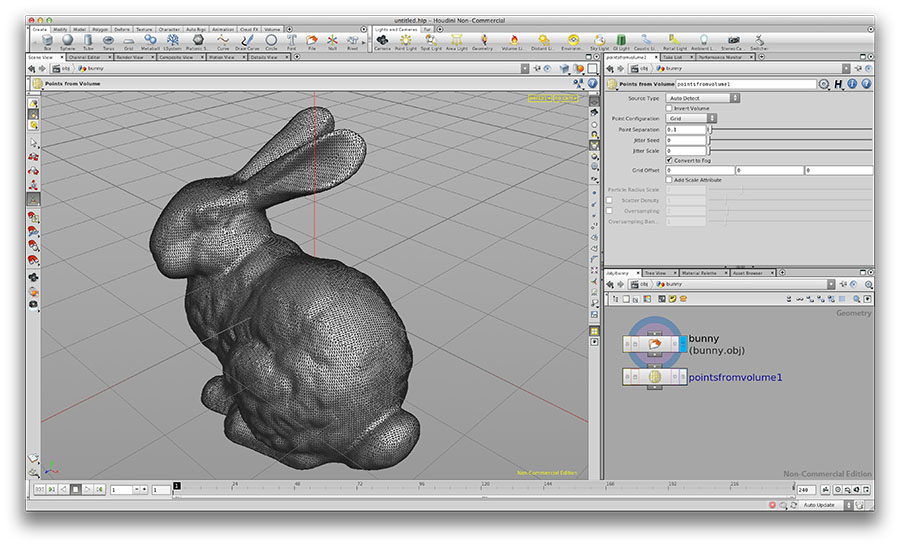 untitled.hip – Houdini Non-Commercial
Create Modify Model Polygon Deform Texture Character Auto Rigs Animation Cloud FX Volume
Lights and Cameras
Box Sphere Tube Torus Grid Metaball LSystem Platonic S... Curve Draw Curve Circle Font File Null Rivet
Camera Point Light Spot Light Area Light Geometry... Volume Li... Distant Li... Environm... Sky Light GI Light Caustic Li... Portal Light Ambient L... Stereo Ca... Switcher
Scene View Channel Editor Render View Composite View Motion View Details View
pointsfromvolume1 Take List Performance Monitor
obj bunny
obj bunny
Points from Volume
Points from Volume pointsfromvolume1
Source Type Auto Detect
Invert Volume
Point Configuration Grid
Point Separation 0.1
Jitter Seed 0
Jitter Scale 0
Convert to Fog
Grid Offset 0 0 0
Add Scale Attribute
Particle Radius Scale
Scatter Density
Oversampling
Oversampling Ban...
/obj/bunny Tree View Material Palette Asset Browser
obj bunny
Geometry
bunny
(bunny.obj)
pointsfromvolume1
Non-Commercial Edition
Non-Commercial Edition
1 1 1 24 48 72 96 120 144 168 192 216 240
Auto Update